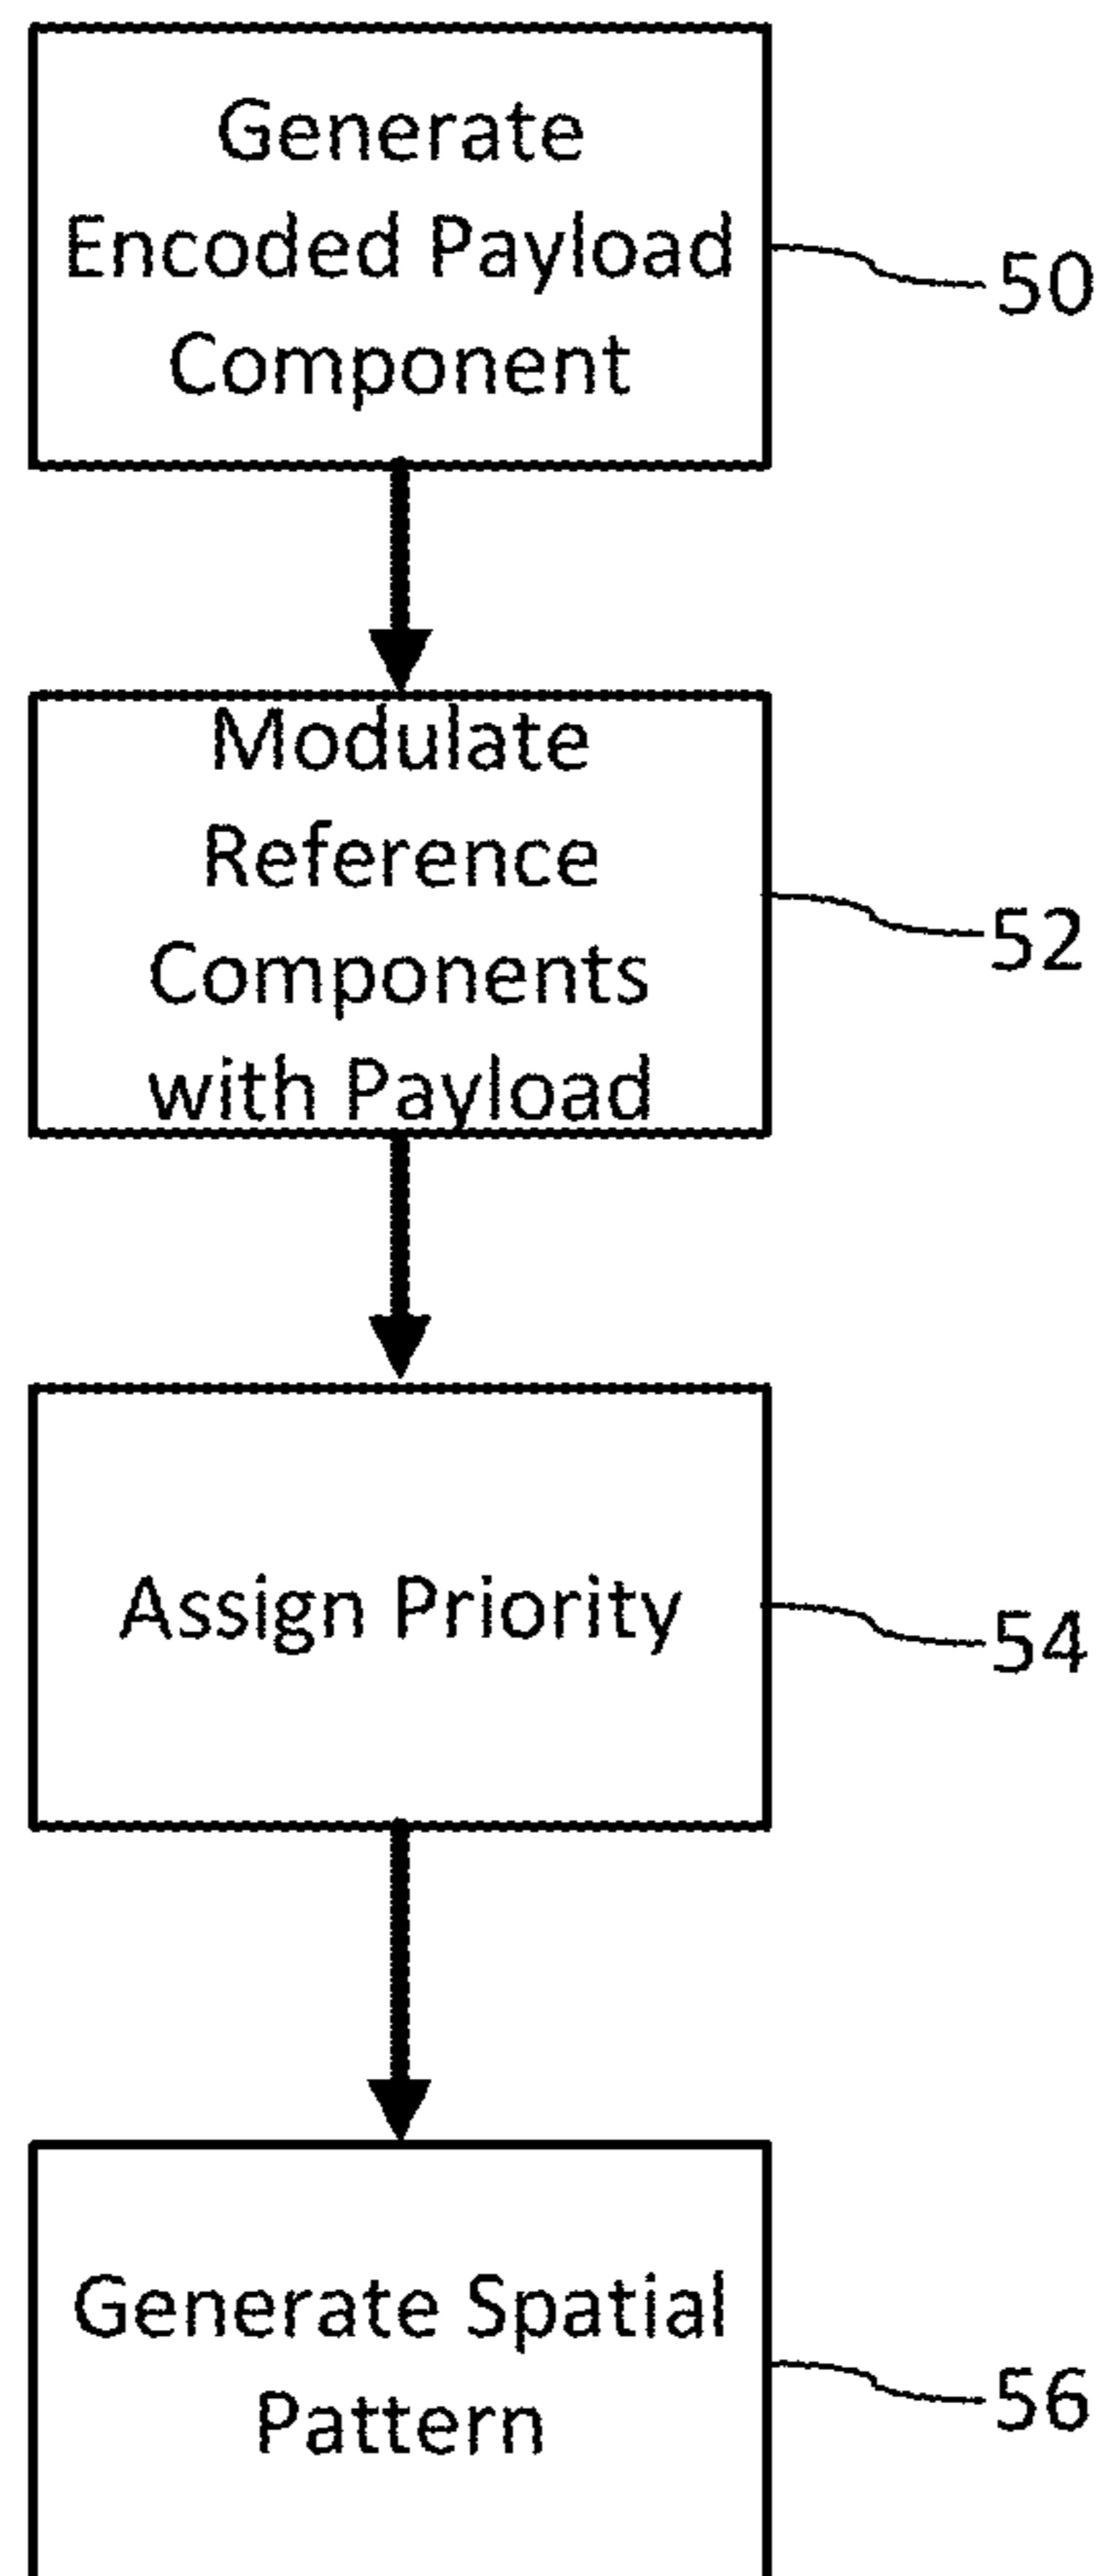 Generate
Encoded Payload
Component
50
Modulate
Reference
Components
with Payload
52
Assign Priority
54
Generate Spatial
Pattern
56